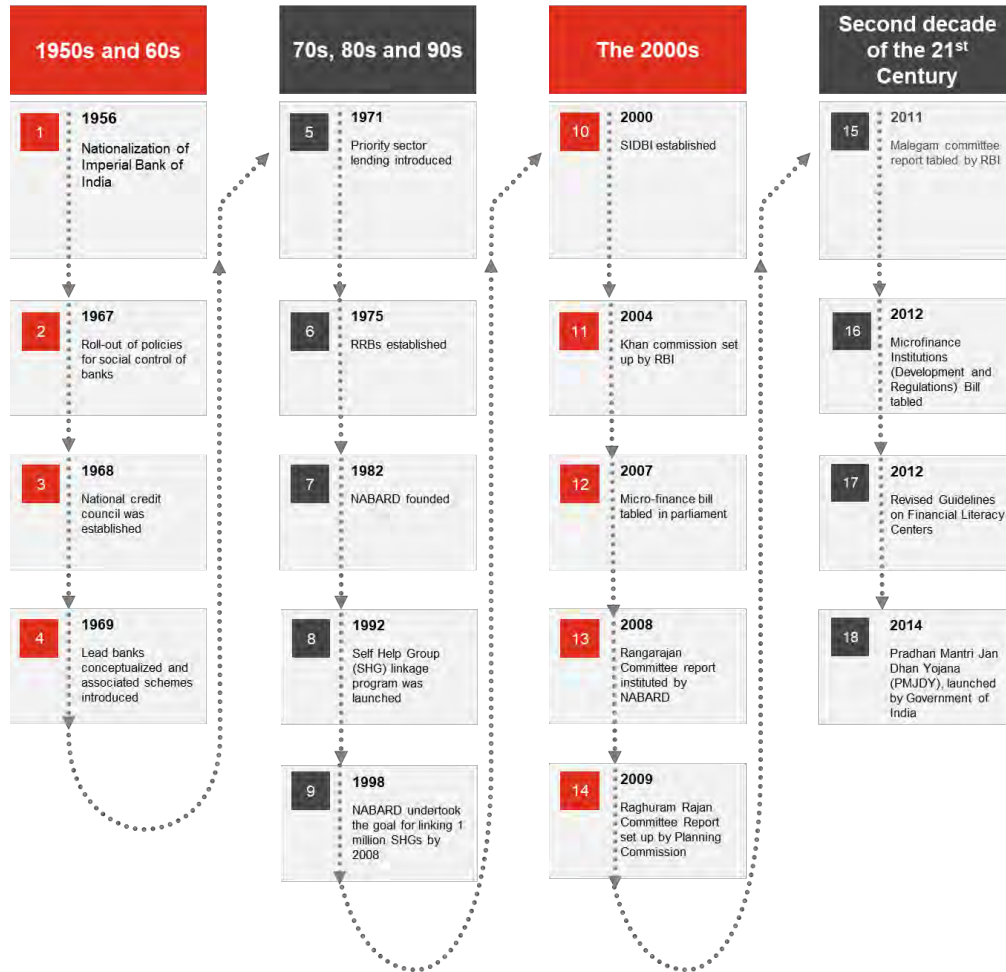 1950s and 60s
1
1956
Nationalization of
Imperial Bank of
India
2
1967
Roll-out of policies
for social control of
banks
3
1968
National credit
council was
established
4
1969
Lead banks
conceptualized and
associated schemes
introduced
70s, 80s and 90s
5
1971
Priority sector
lending introduced
6
1975
RRBs established
7
1982
NABARD founded
8
1992
Self Help Group
(SHG) linkage
program was
launched
9
1998
NABARD undertook
the goal for linking 1
million SHGs by
2008
The 2000s
10
2000
SIDBI established
11
2004
Khan commission set
up by RBI
12
2007
Micro-finance bill
tabled in parliament
13
2008
Rangarajan
Committee report
instituted by
NABARD
14
2009
Raghuram Rajan
Committee Report
set up by Planning
Commission
Second decade
of the 21st
Century
15
2011
Malegam committee
report tabled by RBI
16
2012
Microfinance
Institutions
(Development and
Regulations) Bill
tabled
17
2012
Revised Guidelines
on Financial Literacy
Centers
18
2014
Pradhan Mantri Jan
Dhan Yojana
(PMJDY), launched
by Government of
India